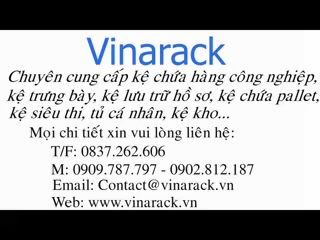 Vinarack
Chuyên cung cấp kệ chứa hàng công nghiệp,
kệ trưng bày, kệ lưu trữ hồ sơ, kệ chứa pallet,
kệ siêu thi, tủ cá nhân, kệ kho...
Mọi chi tiết xin vui lòng liên hệ:
T/F: 0837.262.606
M: 0909.787.797 - 0902.812.187
Email: Contact@vinarack.vn
Web: www.vinarack.vn